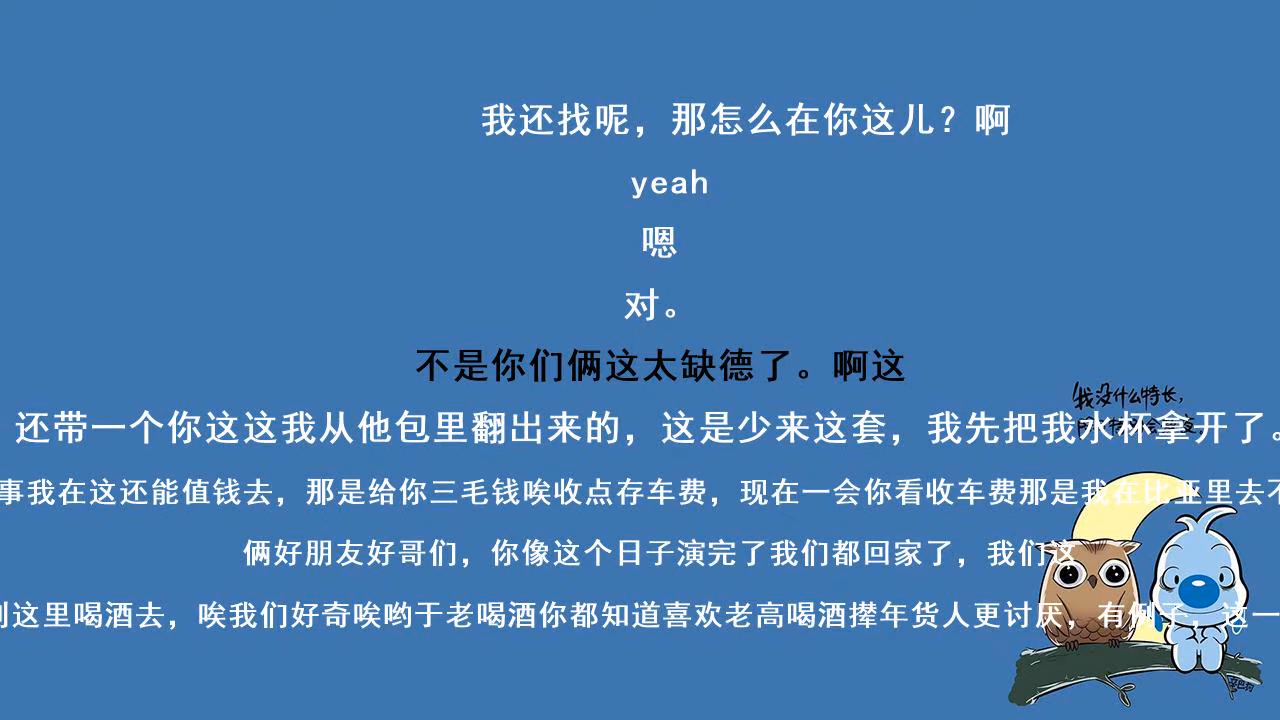 我还找呢，那怎么在你这儿？啊
yeah
嗯
对。
不是你们俩这太缺德了。啊这
我没什么特长，
还带一个你这这我从他包里翻出来的，这是少来这套，我先把我水杯拿开了。
事我在这还能值钱去，那是给你三毛钱唉收点存车费，现在一会你看收车费那是我在比亚里去不
俩好朋友好哥们，你像这个日子演完了我们都回家了，我们这
到这里喝酒去，唉我们好奇唉哟于老喝酒你都知道喜欢老高喝酒撵年货人更讨厌，有例子，这一